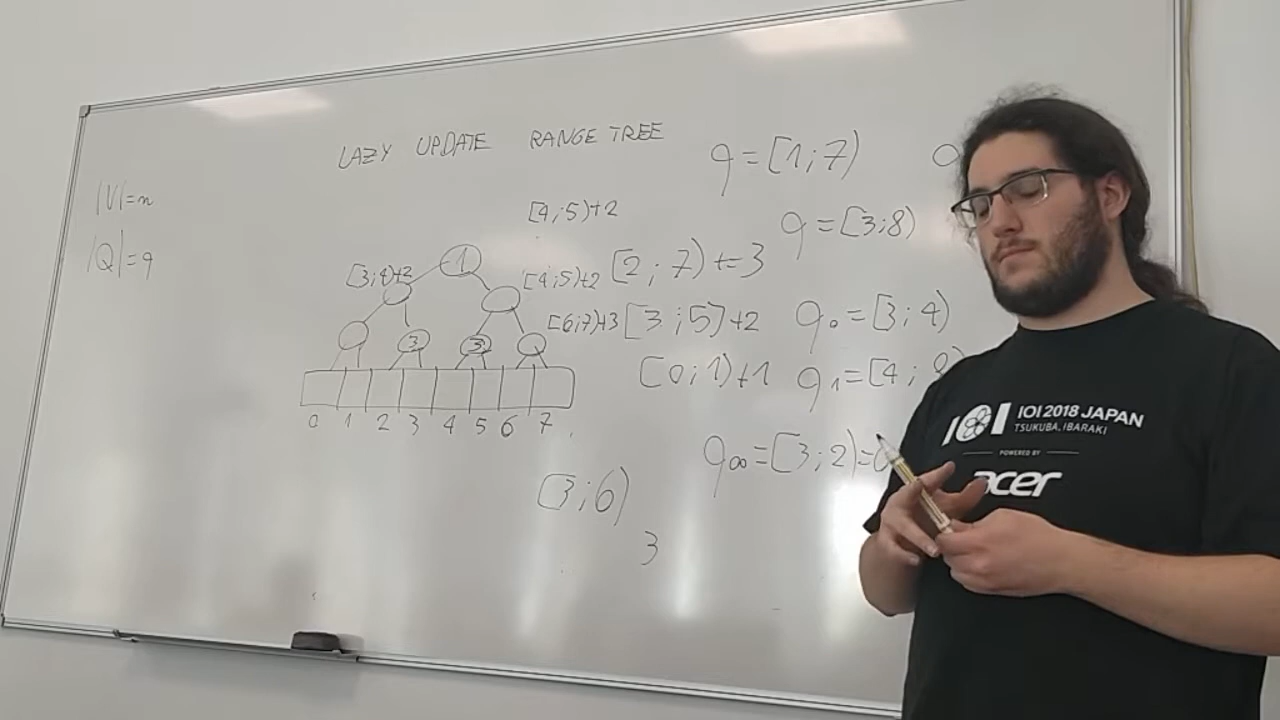 LAZY UPDATE RANGE TREE
|V|=n
|Q|=q
[4;5)+2
[3;4)+2
1
[4;5)+2
[6;7)+3
3
3
0 1 2 3 4 5 6 7
[3;6)
3
q=[1;7)
q=[3;8)
[2;7)+=3
[3;5]+2
[0;1)+1
q₀=[3;4)
q₁=[4;8)
q₀₀=[3;2)=0
IOI 2018 JAPAN
TSUKUBA, IBARAKI
POWERED BY
acer